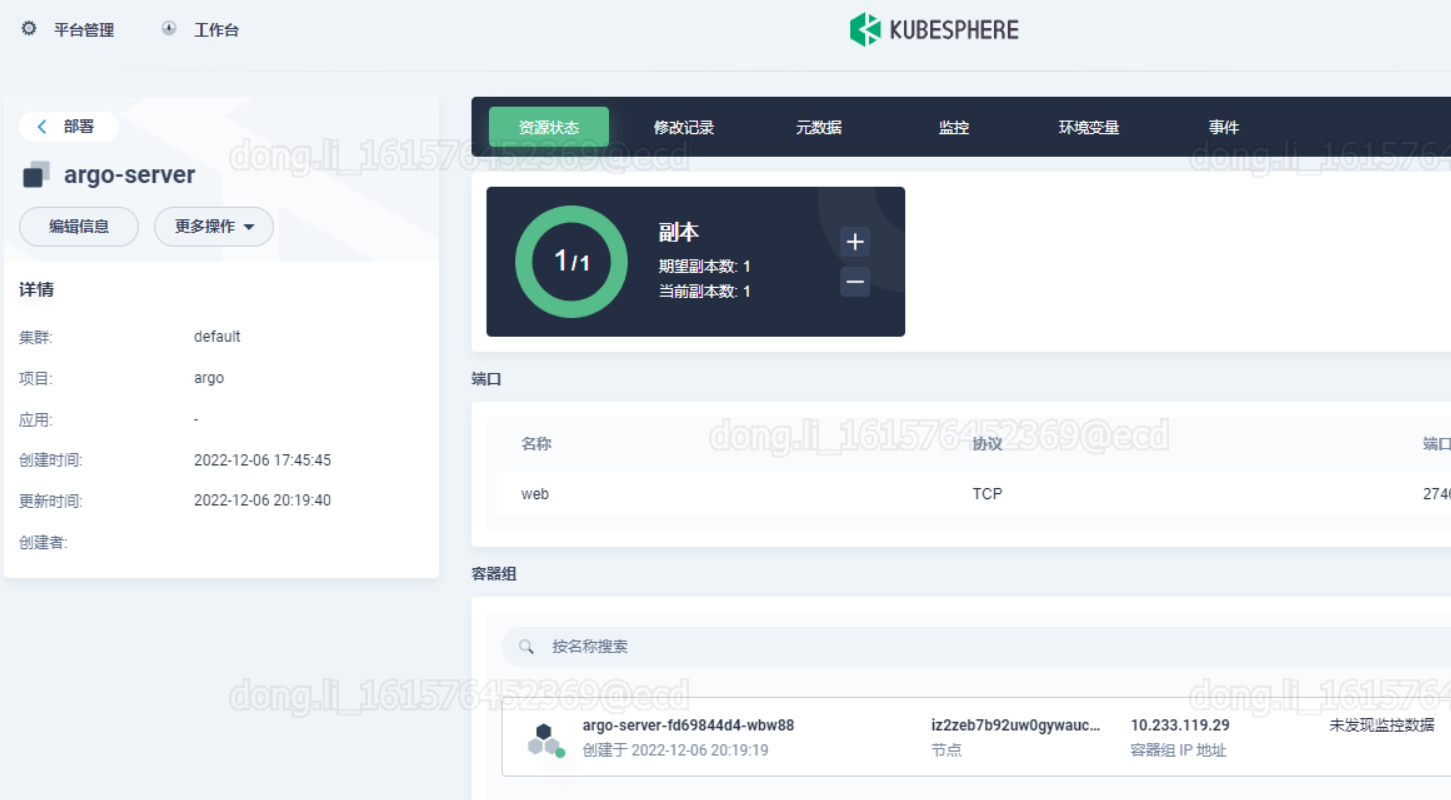 平台管理 工作台 KUBESPHERE
部署
argo-server
编辑信息 更多操作
详情
集群: default
项目: argo
应用: -
创建时间: 2022-12-06 17:45:45
更新时间: 2022-12-06 20:19:40
创建者:
资源状态 修改记录 元数据 监控 环境变量 事件
1/1
副本
期望副本数: 1
当前副本数: 1
端口
名称 协议 端口
web TCP 2746
容器组
按名称搜索
argo-server-fd69844d4-wbw88 iz2zeb7b92uw0gywauc... 10.233.119.29 未发现监控数据
创建于 2022-12-06 20:19:19 节点 容器组 IP 地址
dong.li_161576452369@ecd
dong.li_16157645
dong.li_161576452369@ecd
dong.li_161576452369@ecd
dong.li_16157645